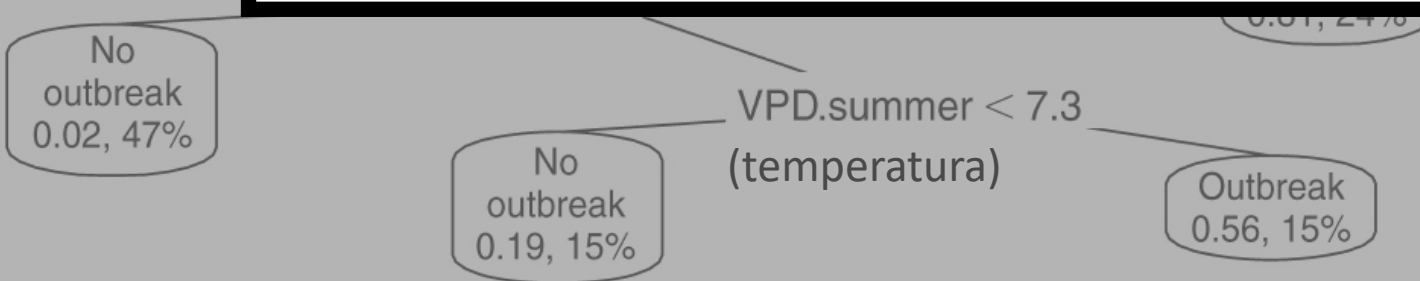 No
outbreak
0.02, 47%
VPD.summer < 7.3
(temperatura)
No
outbreak
0.19, 15%
Outbreak
0.56, 15%